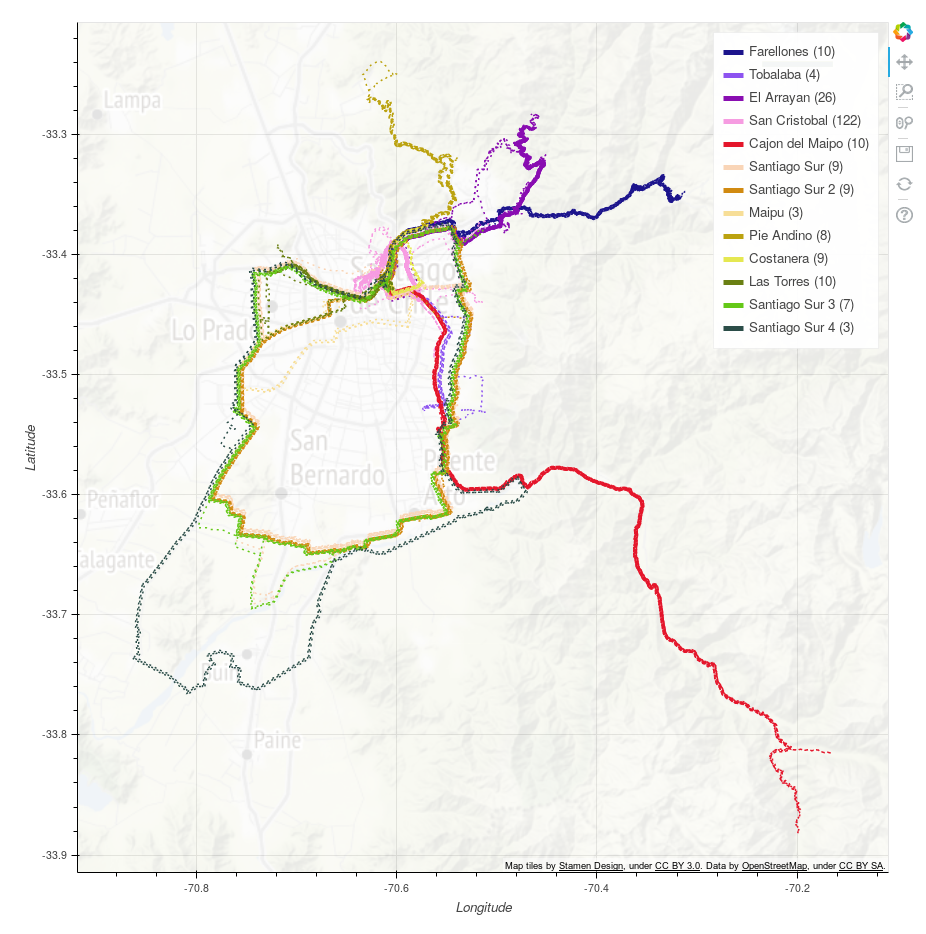 Farellones (10)
Tobalaba (4)
El Arrayan (26)
San Cristobal (122)
Cajon del Maipo (10)
Santiago Sur (9)
Santiago Sur 2 (9)
Maipu (3)
Pie Andino (8)
Costanera (9)
Las Torres (10)
Santiago Sur 3 (7)
Santiago Sur 4 (3)
Lampa
-33.3
-33.4
Santiago
de Chile
Lo Prado
-33.5
San
Bernardo
Puente
Alto
-33.6
Peñaflor
alagante
-33.7
Buin
Paine
-33.8
-33.9
Latitude
Map tiles by Stamen Design, under CC BY 3.0. Data by OpenStreetMap, under CC BY SA.
-70.8
-70.6
-70.4
-70.2
Longitude